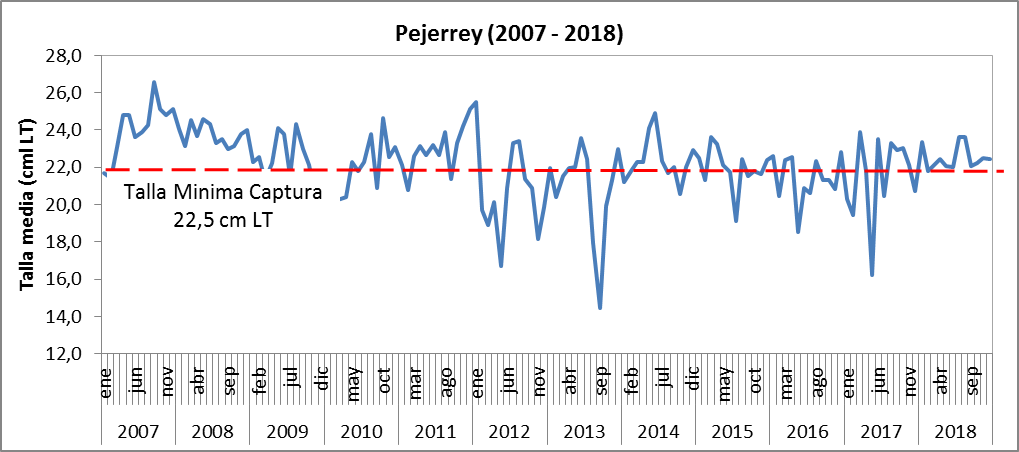 Pejerrey (2007 - 2018)
Talla media (cml LT)
28,0
26,0
24,0
22,0
20,0
18,0
16,0
14,0
12,0
Talla Minima Captura
22,5 cm LT
ene jun nov abr sep feb jul dic may oct mar ago ene jun nov abr sep feb jul dic may oct mar ago ene jun nov abr sep
2007 2008 2009 2010 2011 2012 2013 2014 2015 2016 2017 2018